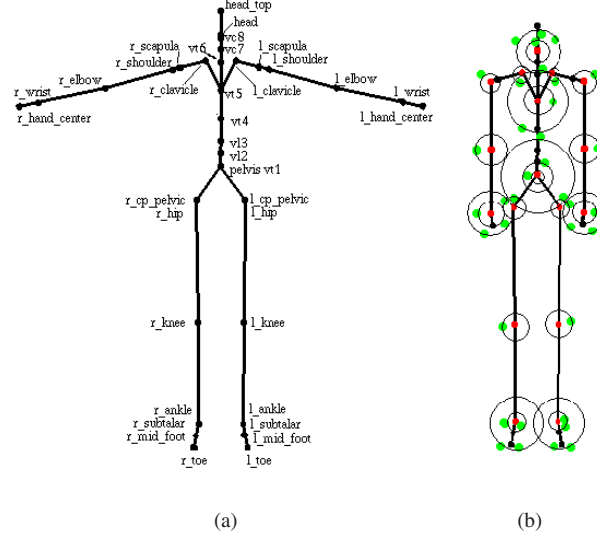 head_top
head
vc8
vt6 vc7
r_scapula l_scapula
r_shoulder l_shoulder
r_elbow l_elbow
r_clavicle l_clavicle
r_wrist l_wrist
vt5
r_hand_center l_hand_center
vt4
vl3
vl2
pelvis vt1
r_cp_pelvic l_cp_pelvic
r_hip l_hip
r_knee l_knee
r_ankle l_ankle
r_subtalar l_subtalar
r_mid_foot l_mid_foot
r_toe l_toe
(a) (b)